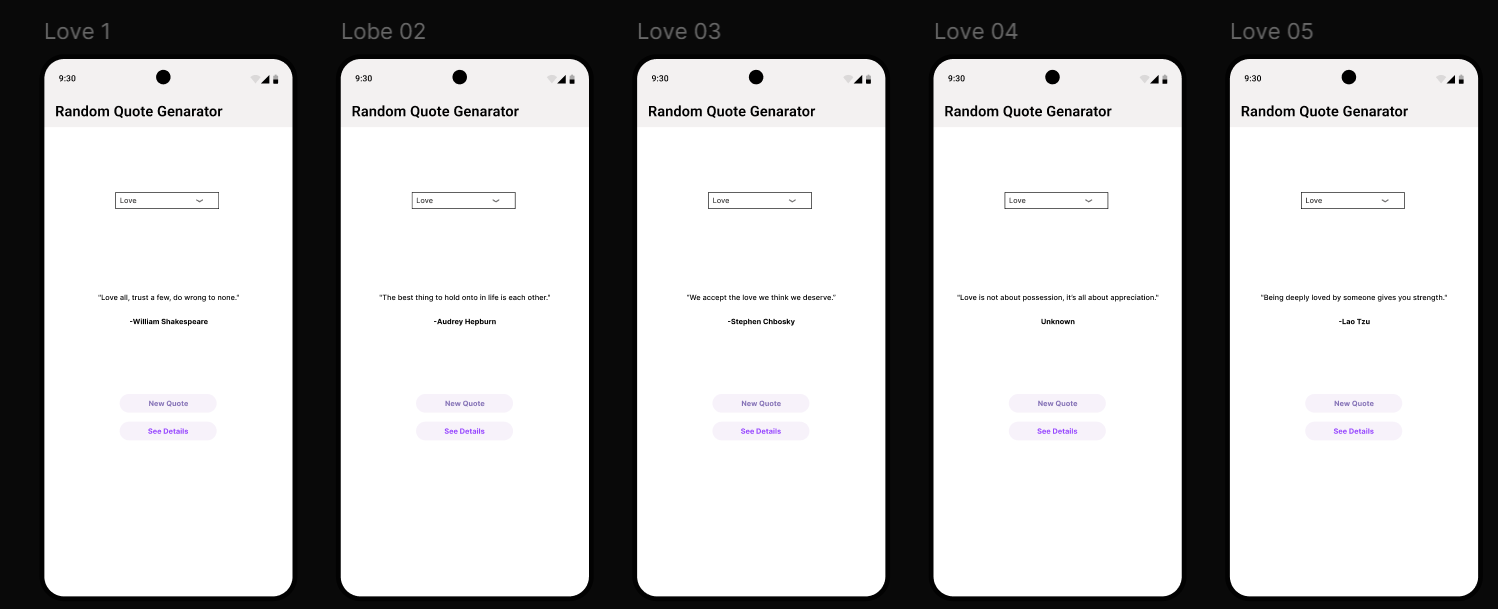 Love 1
9:30
Random Quote Genarator
Love
"Love all, trust a few, do wrong to none."
-William Shakespeare
New Quote
See Details
Lobe 02
9:30
Random Quote Genarator
Love
"The best thing to hold onto in life is each other."
-Audrey Hepburn
New Quote
See Details
Love 03
9:30
Random Quote Genarator
Love
"We accept the love we think we deserve."
-Stephen Chbosky
New Quote
See Details
Love 04
9:30
Random Quote Genarator
Love
"Love is not about possession, it's all about appreciation."
Unknown
New Quote
See Details
Love 05
9:30
Random Quote Genarator
Love
"Being deeply loved by someone gives you strength."
-Lao Tzu
New Quote
See Details